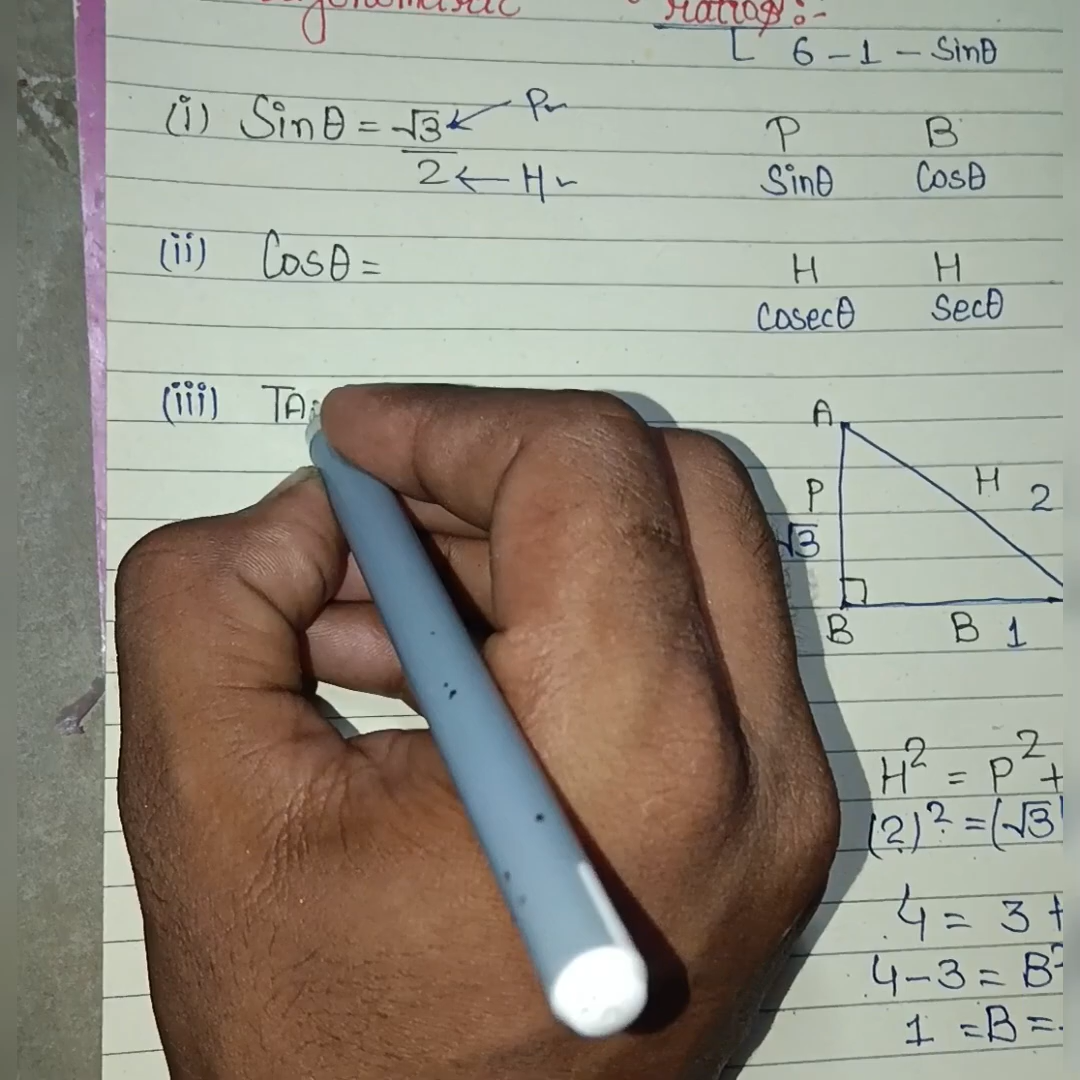 ratios :-
[ 6 - 1 - Sinθ
(i) Sinθ = √3 ← P
2 ← H
P B
Sinθ Cosθ
(ii) Cosθ =
H H
Cosecθ Secθ
(iii) TA
A
P H 2
√3
B B 1
H² = P² +
(2)² = (√3
4 = 3 +
4 - 3 = B²
1 = B =